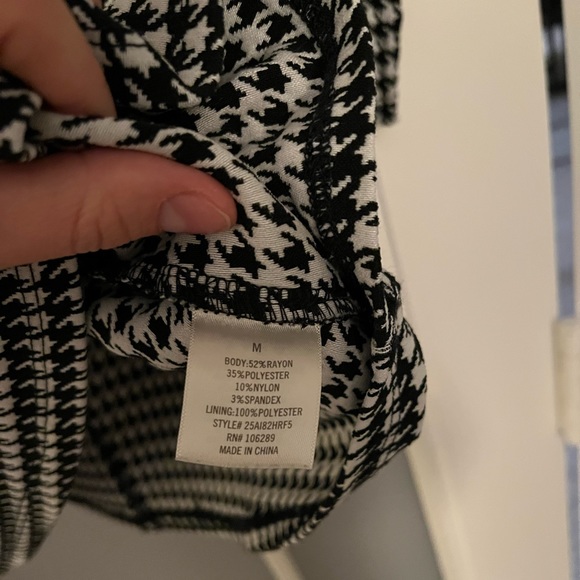 M
BODY:52%RAYON
35%POLYESTER
10%NYLON
3%SPANDEX
LINING:100%POLYESTER
STYLE# 25AI82HRF5
RN# 106289
MADE IN CHINA